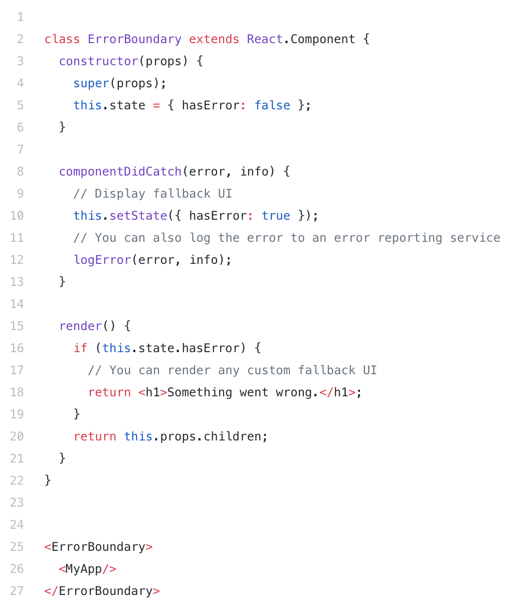 1
2 class ErrorBoundary extends React.Component {
3   constructor(props) {
4     super(props);
5     this.state = { hasError: false };
6   }
7
8   componentDidCatch(error, info) {
9     // Display fallback UI
10     this.setState({ hasError: true });
11     // You can also log the error to an error reporting service
12     logError(error, info);
13   }
14
15   render() {
16     if (this.state.hasError) {
17       // You can render any custom fallback UI
18       return <h1>Something went wrong.</h1>;
19     }
20     return this.props.children;
21   }
22 }
23
24
25 <ErrorBoundary>
26   <MyApp/>
27 </ErrorBoundary>